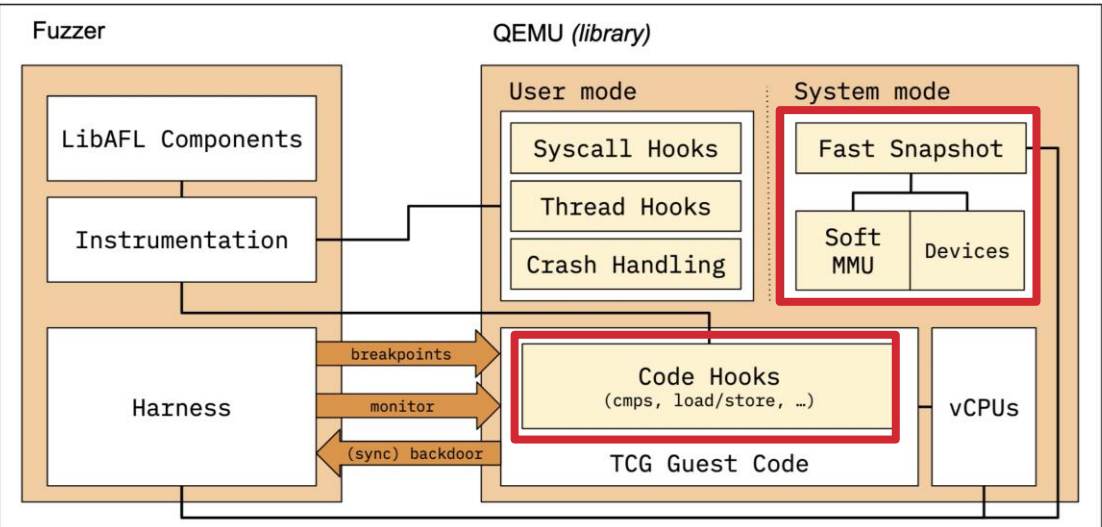 Fuzzer
QEMU (library)
LibAFL Components
Instrumentation
Harness
User mode
Syscall Hooks
Thread Hooks
Crash Handling
System mode
Fast Snapshot
Soft
MMU
Devices
breakpoints
monitor
(sync) backdoor
Code Hooks
(cmps, load/store, …)
TCG Guest Code
vCPUs